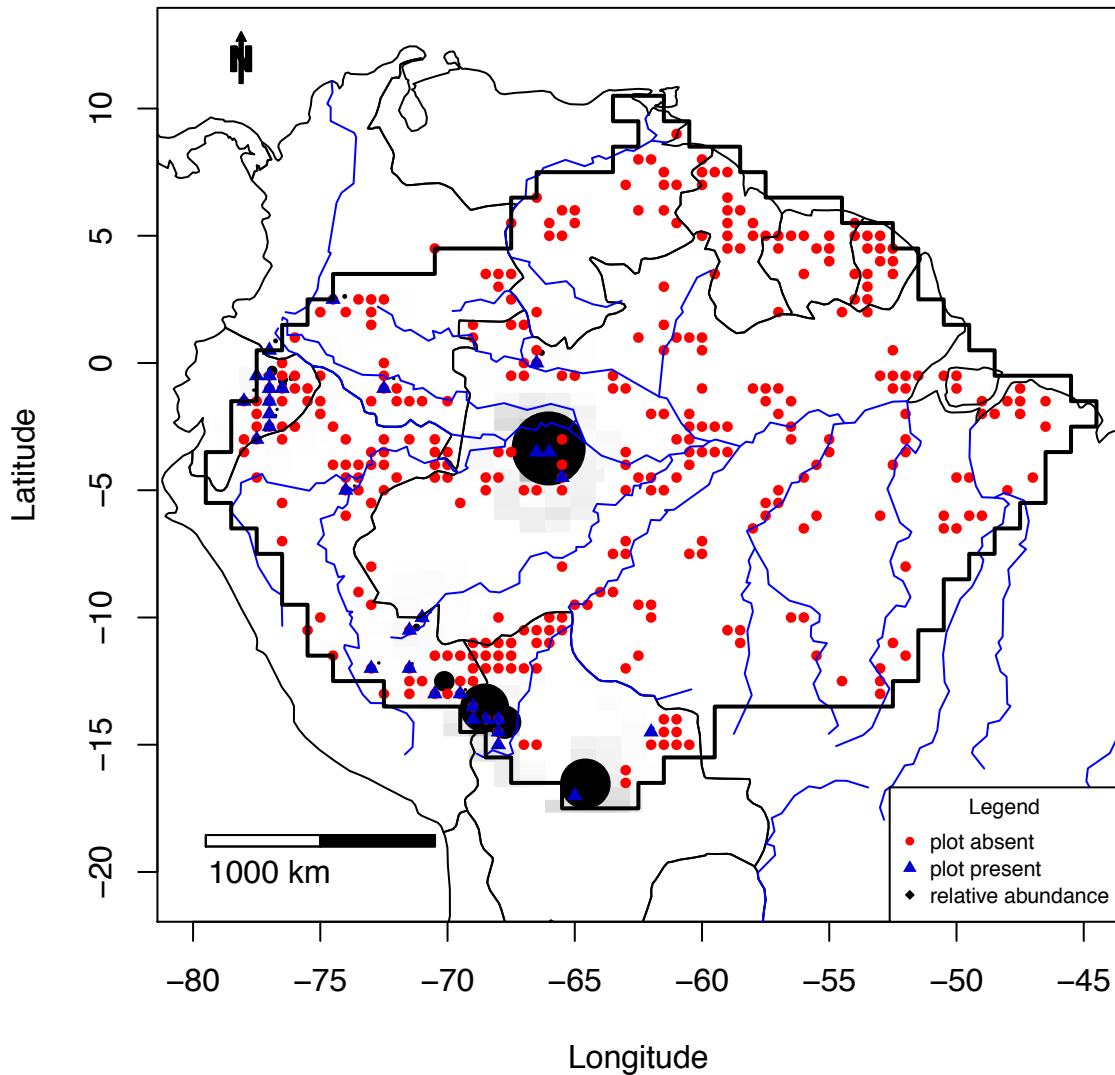 N
10
5
0
−5
−10
−15
−20
Latitude
1000 km
Legend
plot absent
plot present
relative abundance
−80 −75 −70 −65 −60 −55 −50 −45
Longitude